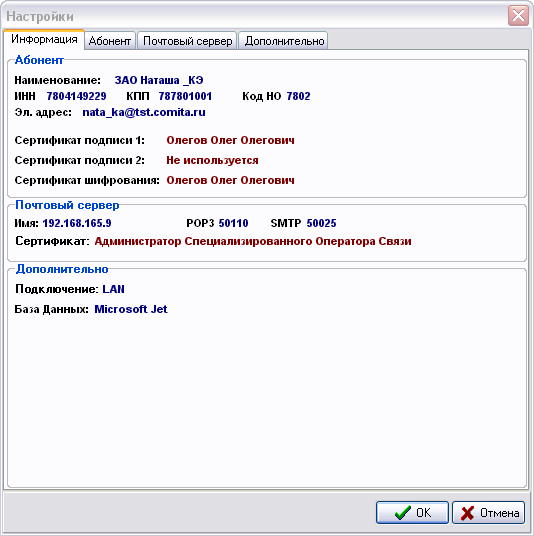 Настройки
Информация Абонент Почтовый сервер Дополнительно
Абонент
Наименование: ЗАО Наташа _КЭ
ИНН 7804149229 КПП 787801001 Код НО 7802
Эл. адрес: nata_ka@tst.comita.ru
Сертификат подписи 1: Олегов Олег Олегович
Сертификат подписи 2: Не используется
Сертификат шифрования: Олегов Олег Олегович
Почтовый сервер
Имя: 192.168.165.9 POP3 50110 SMTP 50025
Сертификат: Администратор Специализированного Оператора Связи
Дополнительно
Подключение: LAN
База Данных: Microsoft Jet
OK Отмена